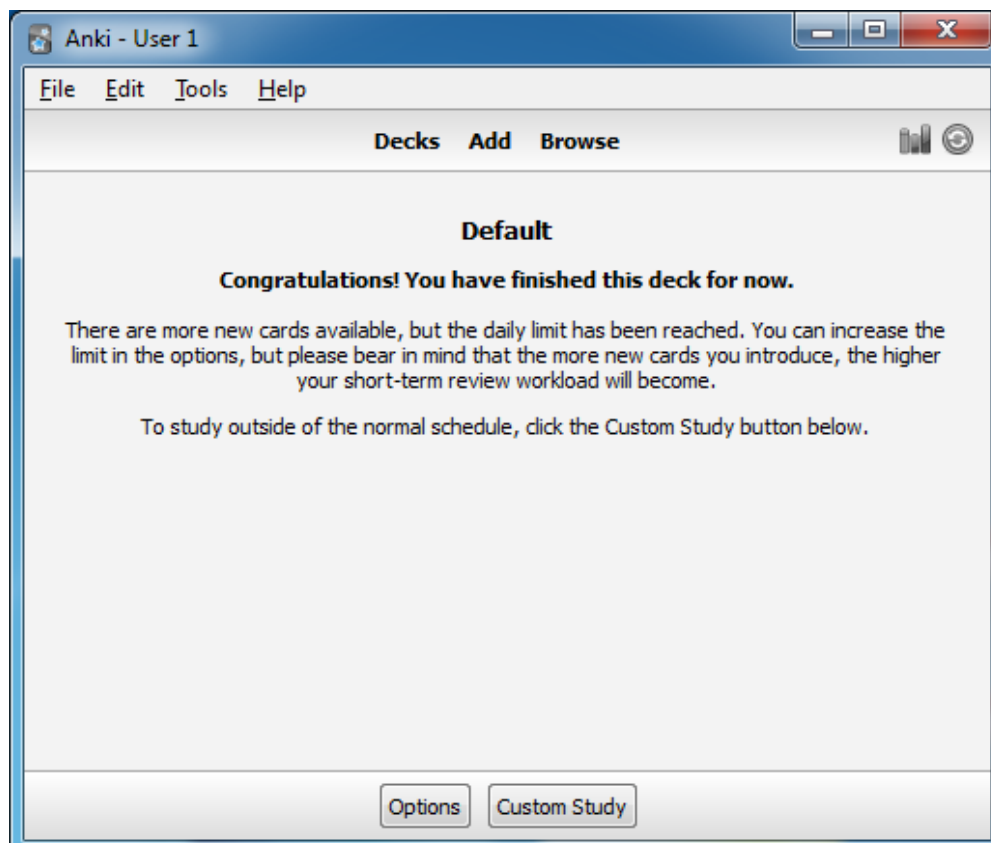 Anki - User 1
File Edit Tools Help
Decks Add Browse
Default
Congratulations! You have finished this deck for now.
There are more new cards available, but the daily limit has been reached. You can increase the
limit in the options, but please bear in mind that the more new cards you introduce, the higher
your short-term review workload will become.
To study outside of the normal schedule, click the Custom Study button below.
Options Custom Study